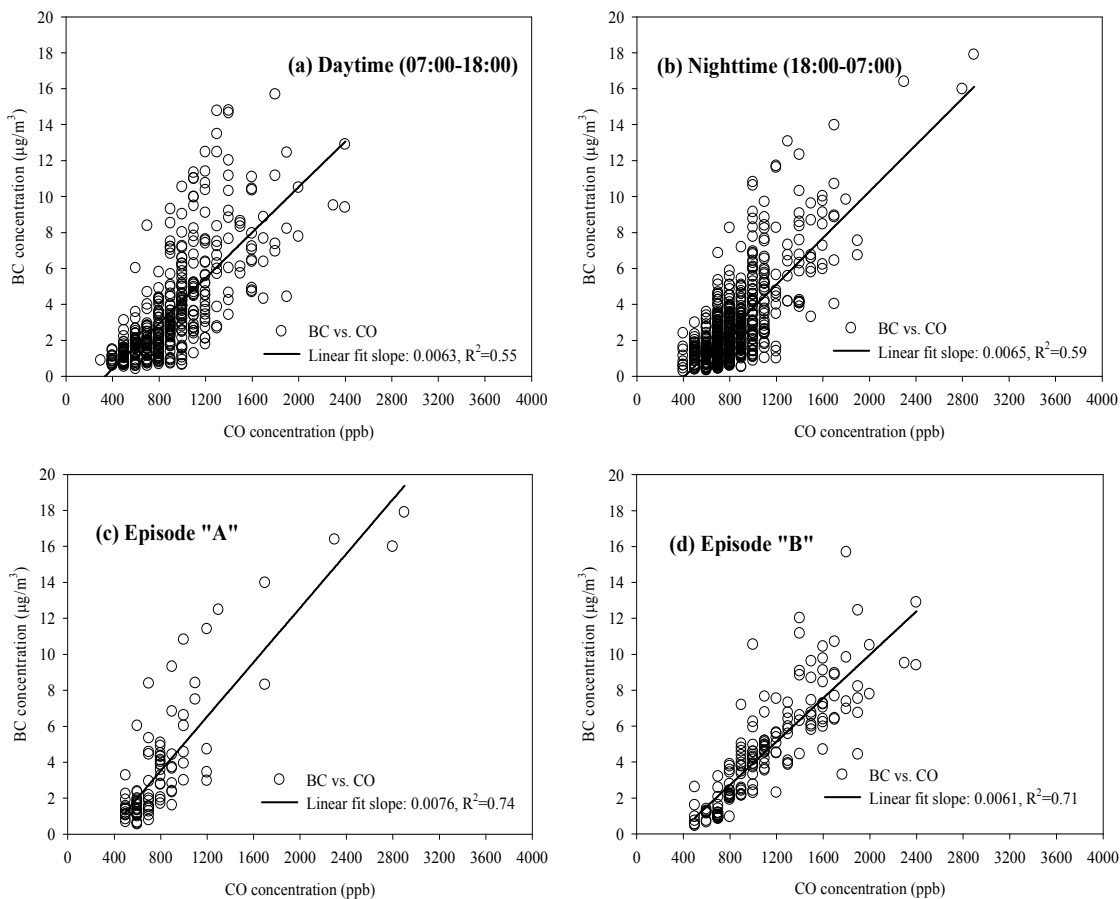 20
18
16
14
12
10
8
6
4
2
0
BC concentration (µg/m³)
(a) Daytime (07:00-18:00)
BC vs. CO
Linear fit slope: 0.0063, R²=0.55
0 400 800 1200 1600 2000 2400 2800 3200 3600 4000
CO concentration (ppb)
20
18
16
14
12
10
8
6
4
2
0
BC concentration (µg/m³)
(b) Nighttime (18:00-07:00)
BC vs. CO
Linear fit slope: 0.0065, R²=0.59
0 400 800 1200 1600 2000 2400 2800 3200 3600 4000
CO concentration (ppb)
20
18
16
14
12
10
8
6
4
2
0
BC concentration (µg/m³)
(c) Episode "A"
BC vs. CO
Linear fit slope: 0.0076, R²=0.74
0 400 800 1200 1600 2000 2400 2800 3200 3600 4000
CO concentration (ppb)
20
18
16
14
12
10
8
6
4
2
0
BC concentration (µg/m³)
(d) Episode "B"
BC vs. CO
Linear fit slope: 0.0061, R²=0.71
0 400 800 1200 1600 2000 2400 2800 3200 3600 4000
CO concentration (ppb)